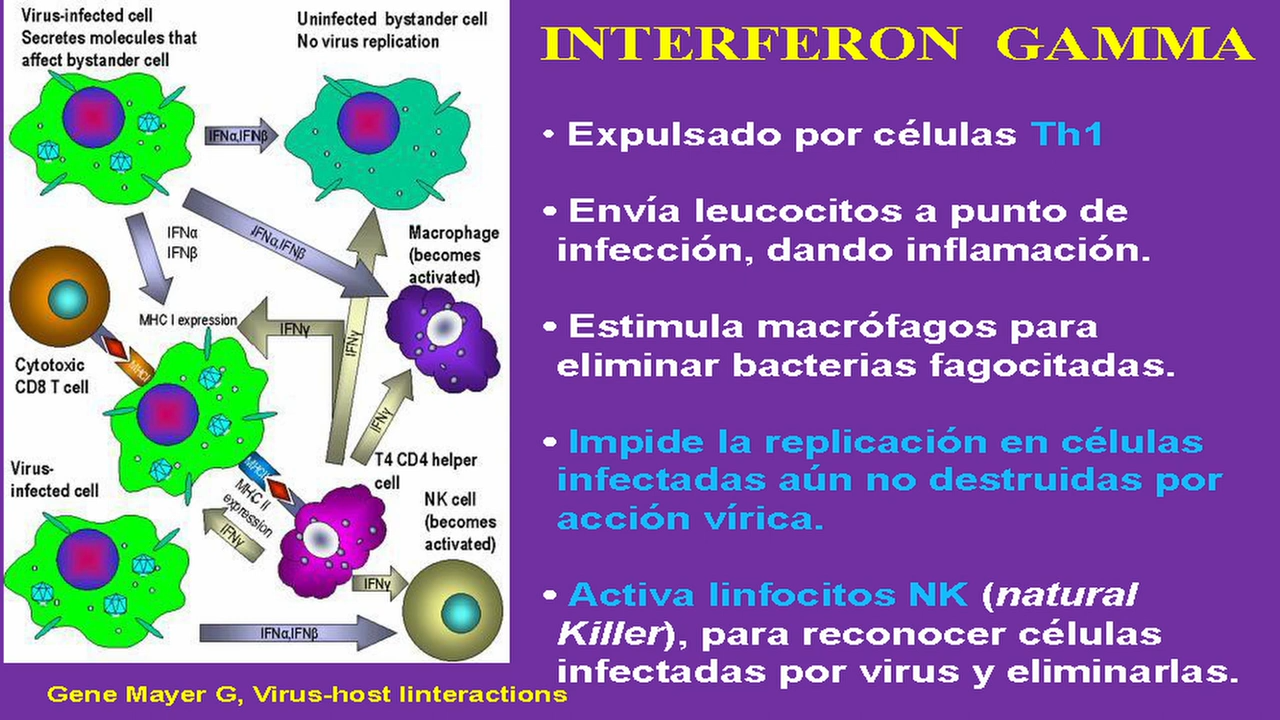 Virus-infected cell
Secretes molecules that
affect bystander cell
Uninfected bystander cell
No virus replication
IFNα,IFNβ
IFNα
IFNβ
IFNα,IFNβ
Macrophage
(becomes
activated)
MHC I expression
IFNγ
IFNγ
IFNγ
Cytotoxic
CD8 T cell
MHCI
Virus-
infected cell
MHCII
MHC II
expression
IFNγ
T4 CD4 helper
cell
NK cell
(becomes
activated)
IFNγ
IFNα,IFNβ
Gene Mayer G, Virus-host Iinteractions
INTERFERON GAMMA
• Expulsado por células Th1
• Envía leucocitos a punto de
infección, dando inflamación.
• Estimula macrófagos para
eliminar bacterias fagocitadas.
• Impide la replicación en células
infectadas aún no destruidas por
acción vírica.
• Activa linfocitos NK (natural
Killer), para reconocer células
infectadas por virus y eliminarlas.